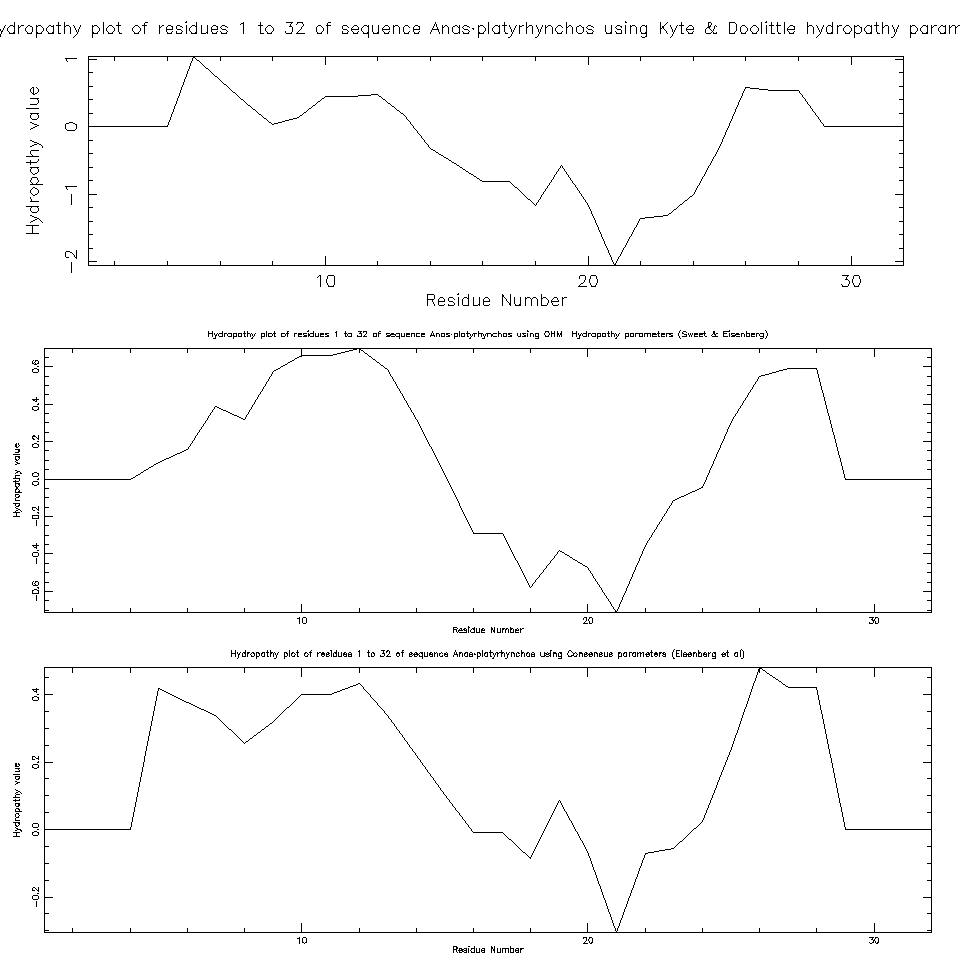 ydropathy plot of residues 1 to 32 of sequence Anas-platyrhynchos using Kyte & Doolittle hydropathy param
Hydropathy value
1
0
−1
−2
10 20 30
Residue Number
Hydropathy plot of residues 1 to 32 of sequence Anas-platyrhynchos using OHM Hydropathy parameters (Sweet & Eisenberg)
Hydropathy value
0.6
0.4
0.2
0.0
−0.2
−0.4
−0.6
10 20 30
Residue Number
Hydropathy plot of residues 1 to 32 of sequence Anas-platyrhynchos using Consensus parameters (Eisenberg et al)
Hydropathy value
0.4
0.2
0.0
−0.2
10 20 30
Residue Number